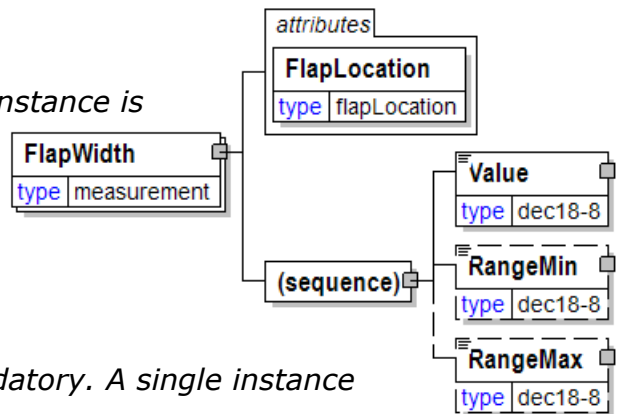 attributes
FlapLocation
type flapLocation
nstance is
FlapWidth
type measurement
Value
type dec18-8
(sequence)
RangeMin
type dec18-8
RangeMax
type dec18-8
datory. A single instance